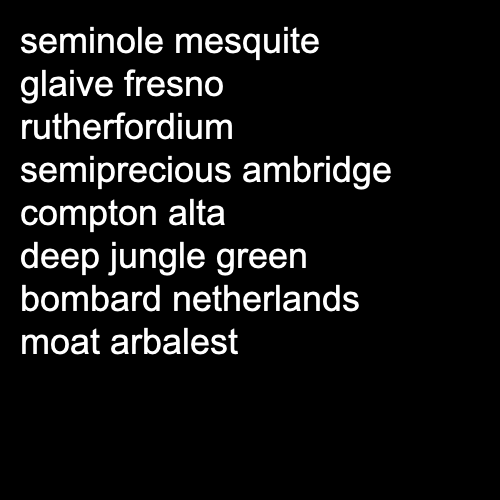 seminole mesquite
glaive fresno
rutherfordium
semiprecious ambridge
compton alta
deep jungle green
bombard netherlands
moat arbalest